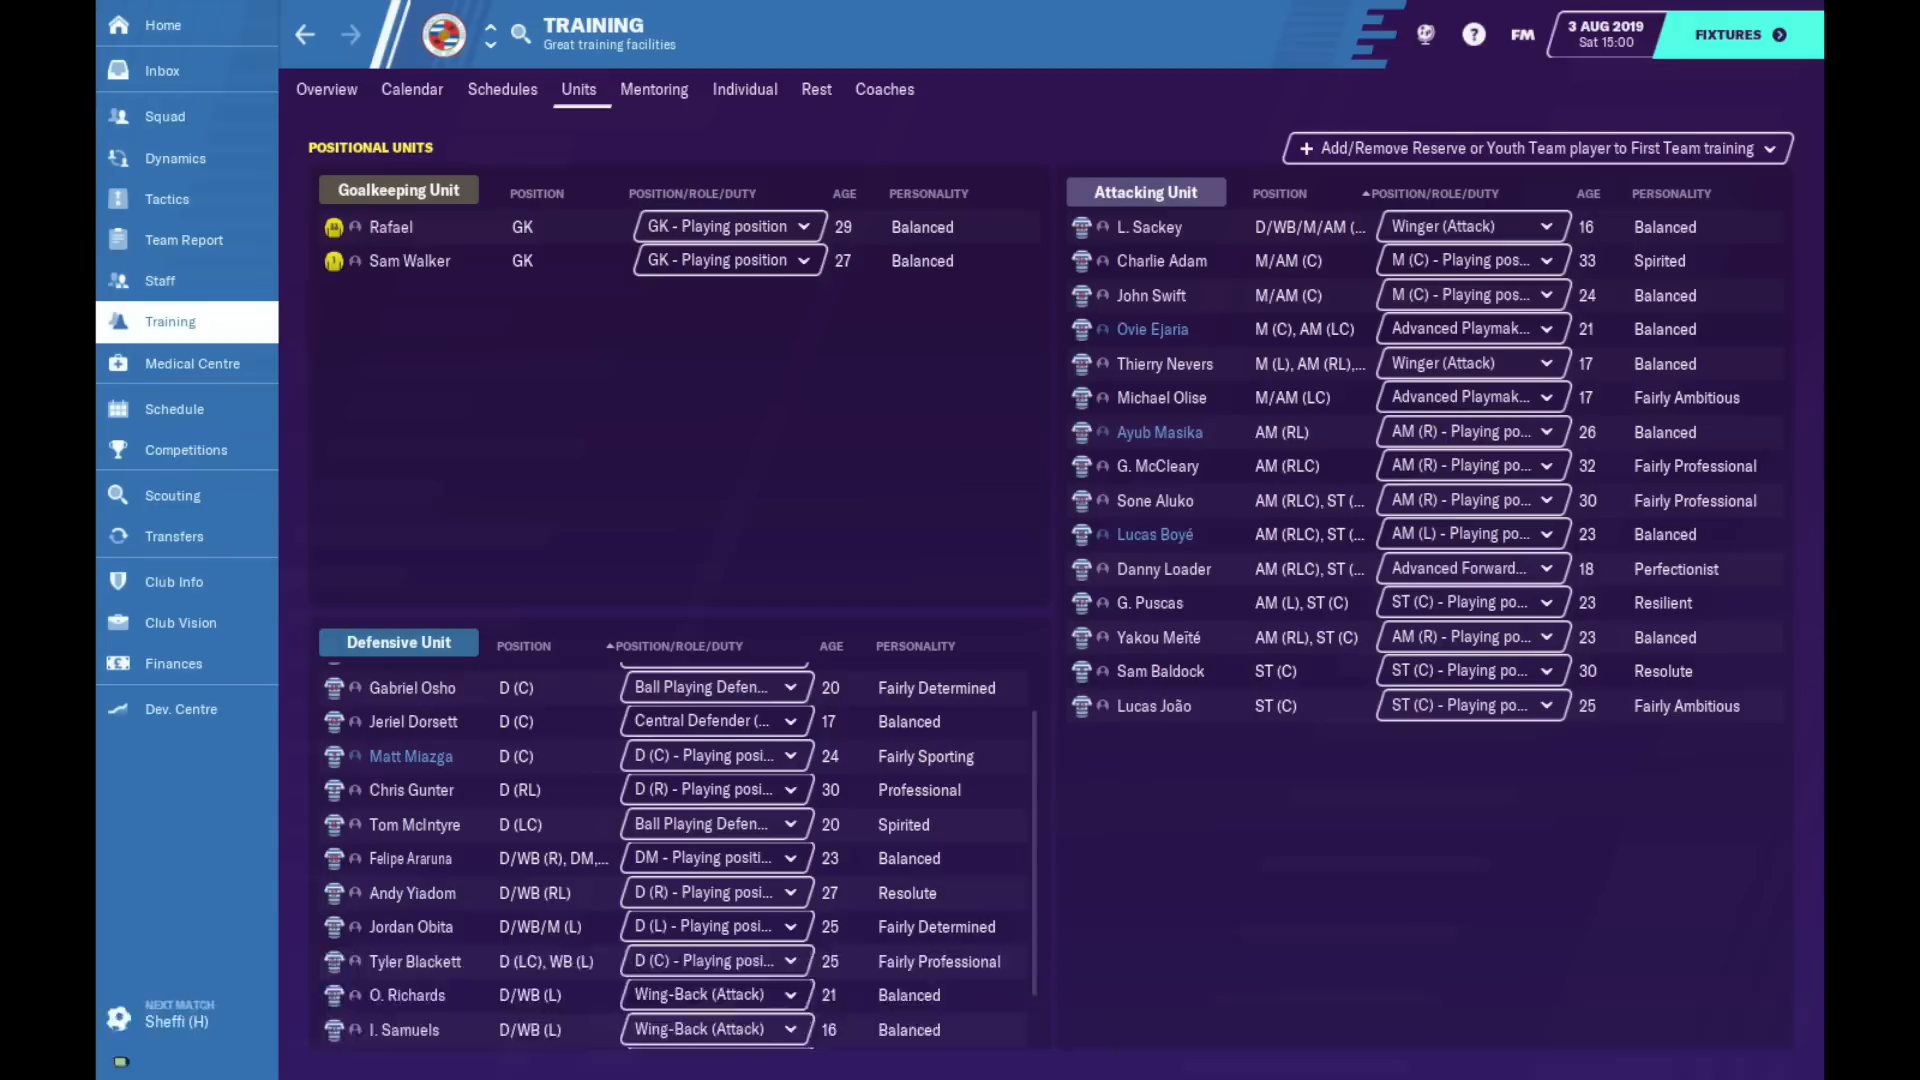 Home
Inbox
Squad
Dynamics
Tactics
Team Report
Staff
Training
Medical Centre
Schedule
Competitions
Scouting
Transfers
Club Info
Club Vision
Finances
Dev. Centre
NEXT MATCH
Sheffi (H)
TRAINING
Great training facilities
FM
3 AUG 2019
Sat 15:00
FIXTURES
Overview Calendar Schedules Units Mentoring Individual Rest Coaches
POSITIONAL UNITS
+ Add/Remove Reserve or Youth Team player to First Team training
Goalkeeping Unit POSITION POSITION/ROLE/DUTY AGE PERSONALITY
Rafael GK GK - Playing position 29 Balanced
Sam Walker GK GK - Playing position 27 Balanced
Defensive Unit POSITION POSITION/ROLE/DUTY AGE PERSONALITY
Gabriel Osho D (C) Ball Playing Defen... 20 Fairly Determined
Jeriel Dorsett D (C) Central Defender (... 17 Balanced
Matt Miazga D (C) D (C) - Playing posi... 24 Fairly Sporting
Chris Gunter D (RL) D (R) - Playing posi... 30 Professional
Tom McIntyre D (LC) Ball Playing Defen... 20 Spirited
Felipe Araruna D/WB (R), DM,... DM - Playing positi... 23 Balanced
Andy Yiadom D/WB (RL) D (R) - Playing posi... 27 Resolute
Jordan Obita D/WB/M (L) D (L) - Playing posi... 25 Fairly Determined
Tyler Blackett D (LC), WB (L) D (C) - Playing posi... 25 Fairly Professional
O. Richards D/WB (L) Wing-Back (Attack) 21 Balanced
I. Samuels D/WB (L) Wing-Back (Attack) 16 Balanced
Attacking Unit POSITION POSITION/ROLE/DUTY AGE PERSONALITY
L. Sackey D/WB/M/AM (... Winger (Attack) 16 Balanced
Charlie Adam M/AM (C) M (C) - Playing pos... 33 Spirited
John Swift M/AM (C) M (C) - Playing pos... 24 Balanced
Ovie Ejaria M (C), AM (LC) Advanced Playmak... 21 Balanced
Thierry Nevers M (L), AM (RL),... Winger (Attack) 17 Balanced
Michael Olise M/AM (LC) Advanced Playmak... 17 Fairly Ambitious
Ayub Masika AM (RL) AM (R) - Playing po... 26 Balanced
G. McCleary AM (RLC) AM (R) - Playing po... 32 Fairly Professional
Sone Aluko AM (RLC), ST (... AM (R) - Playing po... 30 Fairly Professional
Lucas Boyé AM (RLC), ST (... AM (L) - Playing po... 23 Balanced
Danny Loader AM (RLC), ST (... Advanced Forward... 18 Perfectionist
G. Puscas AM (L), ST (C) ST (C) - Playing po... 23 Resilient
Yakou Meïté AM (RL), ST (C) AM (R) - Playing po... 23 Balanced
Sam Baldock ST (C) ST (C) - Playing po... 30 Resolute
Lucas João ST (C) ST (C) - Playing po... 25 Fairly Ambitious